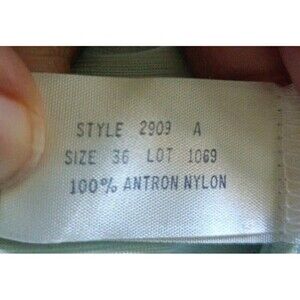 STYLE 2909 A
SIZE 36 LOT 1069
100% ANTRON NYLON